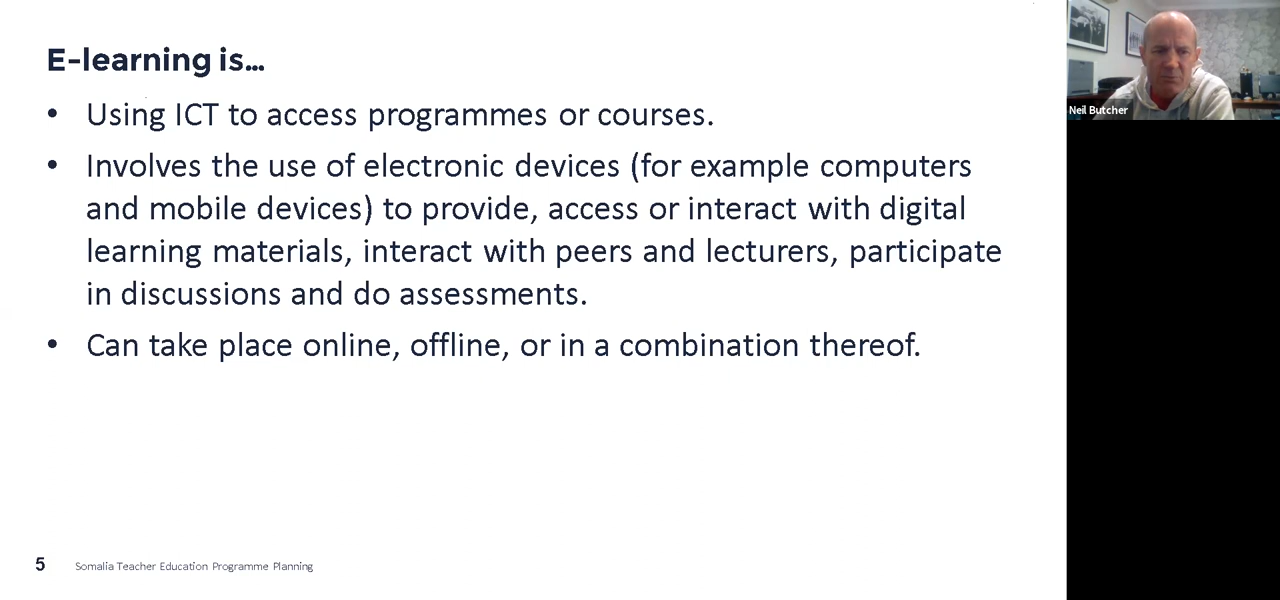 E-learning is…
• Using ICT to access programmes or courses.
• Involves the use of electronic devices (for example computers
and mobile devices) to provide, access or interact with digital
learning materials, interact with peers and lecturers, participate
in discussions and do assessments.
• Can take place online, offline, or in a combination thereof.
5 Somalia Teacher Education Programme Planning
Neil Butcher